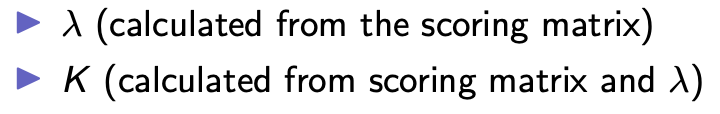 ▶ λ (calculated from the scoring matrix)
▶ K (calculated from scoring matrix and λ)